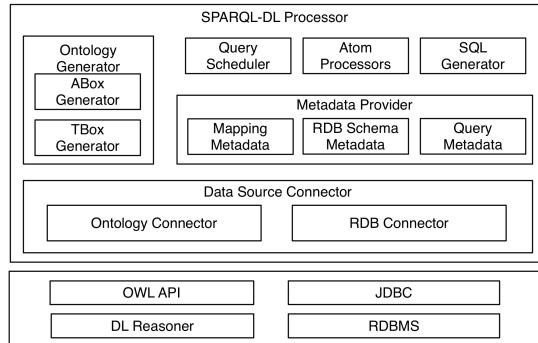 SPARQL-DL Processor
Ontology
Generator
ABox
Generator
TBox
Generator
Query
Scheduler
Atom
Processors
SQL
Generator
Metadata Provider
Mapping
Metadata
RDB Schema
Metadata
Query
Metadata
Data Source Connector
Ontology Connector
RDB Connector
OWL API
JDBC
DL Reasoner
RDBMS